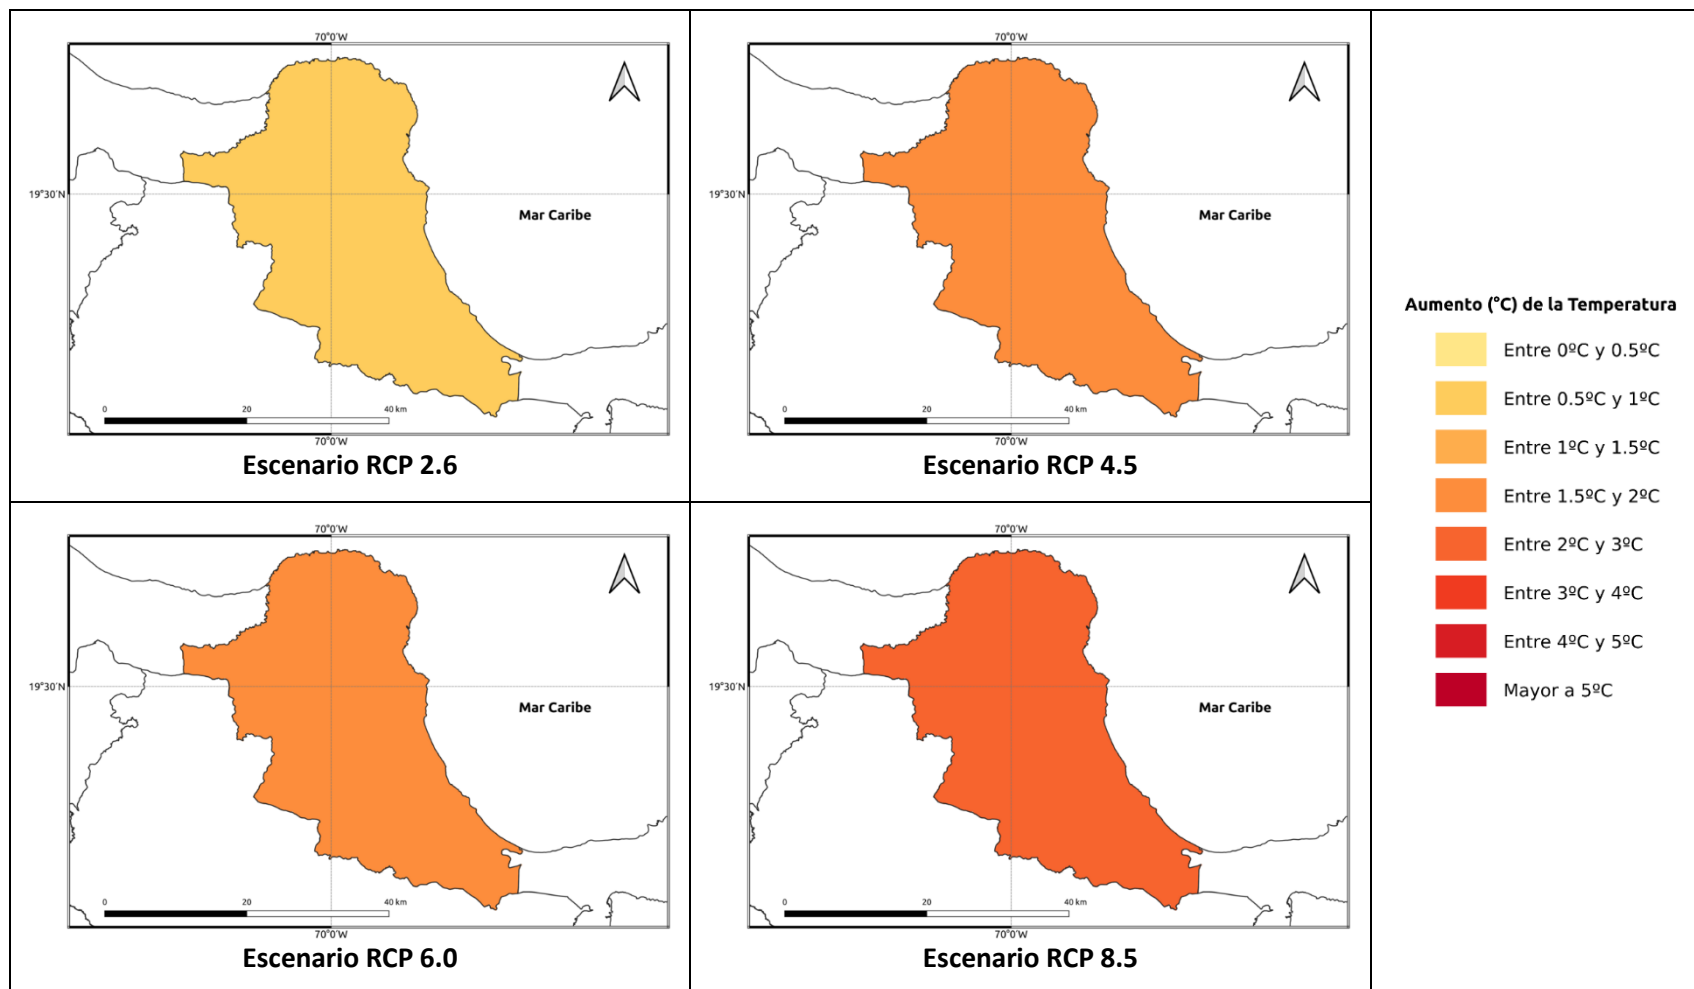 70°0'W
19°30'N
Mar Caribe
0 20 40 km
70°0'W
Escenario RCP 2.6
70°0'W
19°30'N
Mar Caribe
0 20 40 km
70°0'W
Escenario RCP 4.5
70°0'W
19°30'N
Mar Caribe
0 20 40 km
70°0'W
Escenario RCP 6.0
70°0'W
19°30'N
Mar Caribe
0 20 40 km
70°0'W
Escenario RCP 8.5
Aumento (°C) de la Temperatura
Entre 0ºC y 0.5ºC
Entre 0.5ºC y 1ºC
Entre 1ºC y 1.5ºC
Entre 1.5ºC y 2ºC
Entre 2ºC y 3ºC
Entre 3ºC y 4ºC
Entre 4ºC y 5ºC
Mayor a 5ºC